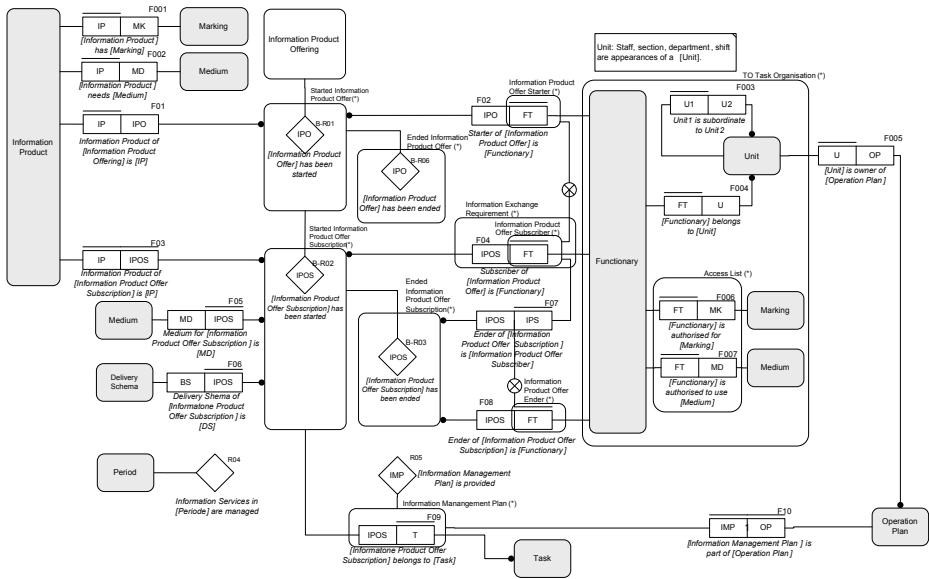 F001
IP MK
[Information Product]
has [Marking]
Marking
F002
IP MD
[Information Product]
needs [Medium]
Medium
Information Product
Offering
Unit: Staff, section, department, shift
are appearances of a [Unit].
TO Task Organisation (*)
F003
U1 U2
Unit1 is subordinate
to Unit 2
Information
Product
F01
IP IPO
Information Product of
[Information Product
Offering] is [IP]
Started Information
Product Offer(*)
B-R01
IPO
[Information Product
Offer] has been
started
Ended Information
Product Offer (*)
B-R06
IPO
[Information Product
Offer] has been ended
Information Product
Offer Starter (*)
F02
IPO FT
Starter of [Information
Product Offer] is
[Functionary]
Unit
F005
U OP
[Unit] is owner of
[Operation Plan]
F004
FT U
[Functionary] belongs
to [Unit]
Information Exchange
Requirement (*)
Information Product
Offer Subscriber (*)
F04
IPOS FT
Subscriber of
[Information Product
Offer] is [Functionary]
Functionary
F03
IP IPOS
Information Product of
[Information Product Offer
Subscription] is [IP]
Started Information
Product Offer
Subscription(*)
B-R02
IPOS
[Information Product
Offer Subscription] has
been started
Medium
F05
MD IPOS
Medium for [Information
Product Offer Subscription] is
[MD]
Ended
Information
Product Offer
Subscription(*)
B-R03
IPOS
[Information Product
Offer Subscription] has
been ended
F07
IPOS IPS
Ender of [Information
Product Offer Subscription]
is [Information Product Offer
Subscriber]
Access List (*)
F006
FT MK
[Functionary] is
authorised for
[Marking]
Marking
F007
FT MD
[Functionary] is
authorised to use
[Medium]
Medium
Delivery
Schema
F06
BS IPOS
Delivery Shema of
[Informatone Product
Offer Subscription] is
[DS]
Information
Product Offer
Ender (*)
F08
IPOS FT
Ender of [Information Product Offer
Subscription] is [Functionary]
Period
R04
Information Services in
[Periode] are managed
R05
IMP
[Information Management
Plan] is provided
Information Manangement Plan (*)
F09
IPOS T
[Informatone Product Offer
Subscription] belongs to [Task]
Task
F10
IMP 1 OP
[Information Management Plan] is
part of [Operation Plan]
Operation
Plan